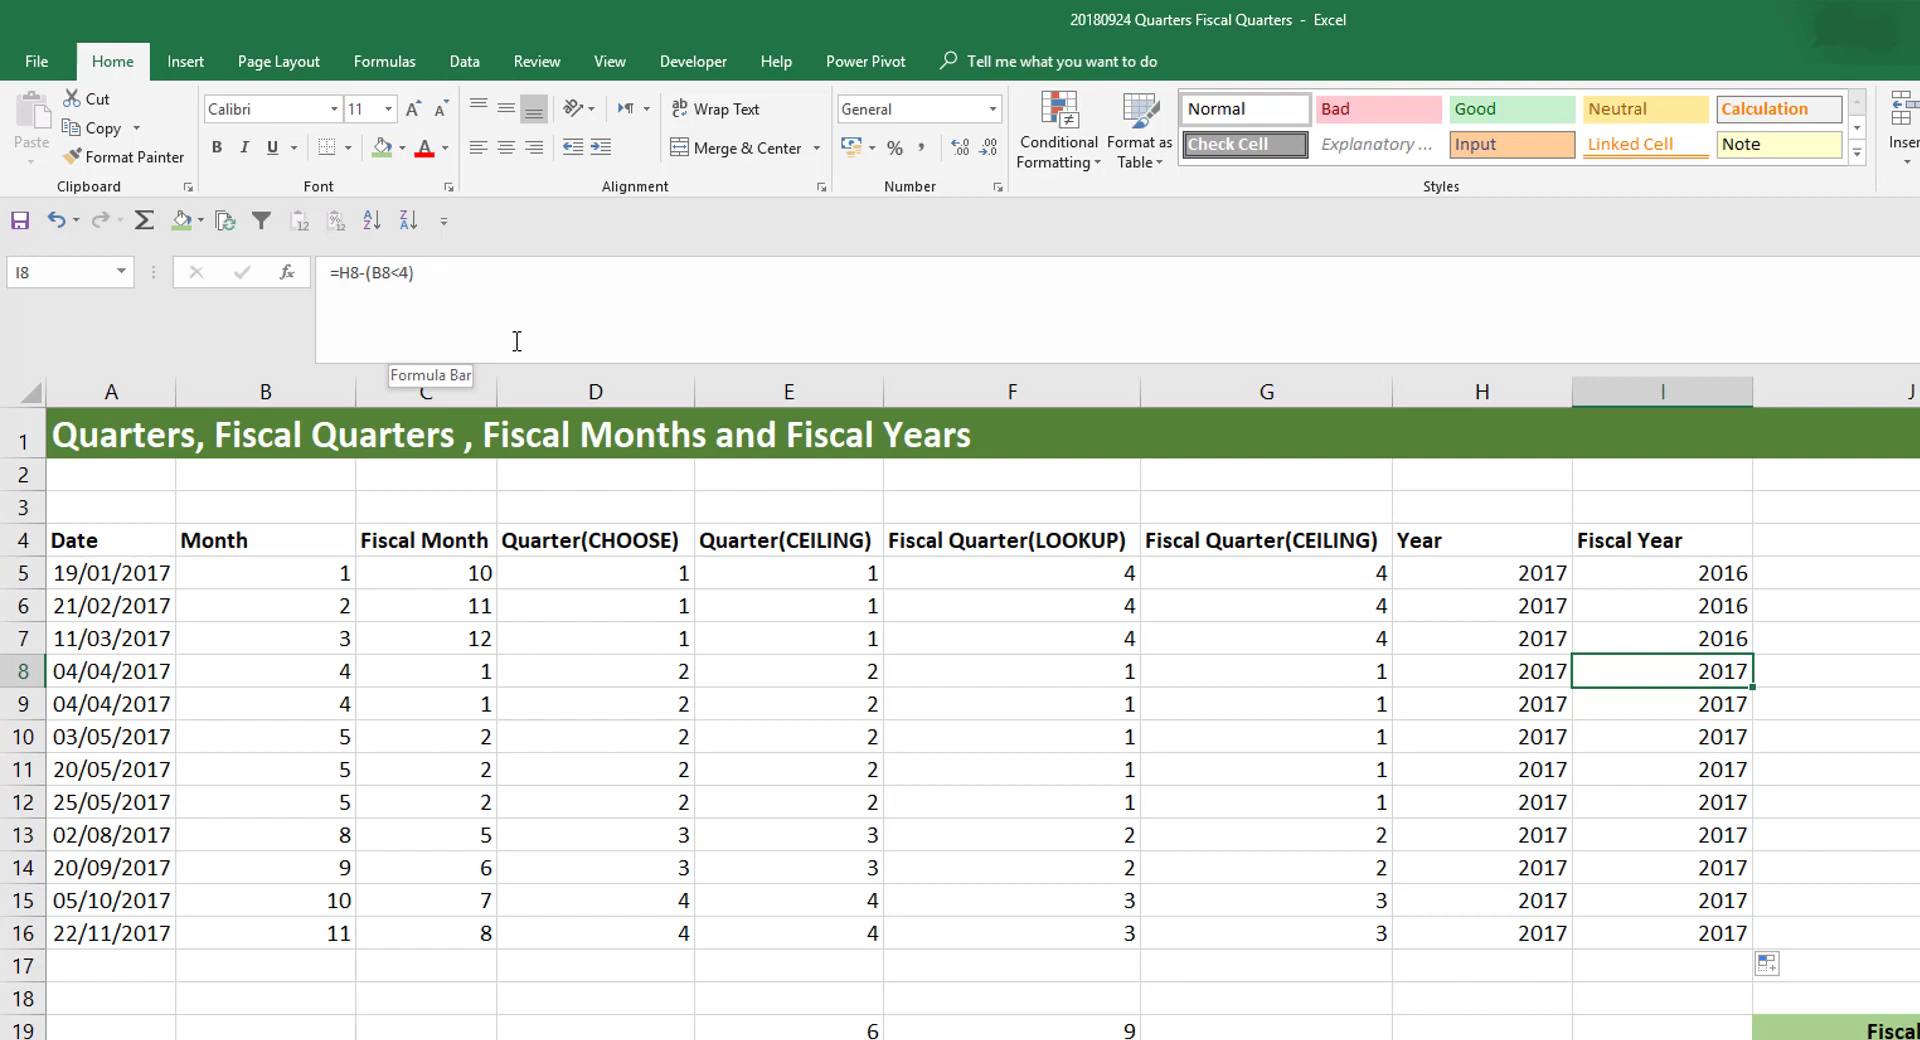 20180924 Quarters Fiscal Quarters - Excel
File Home Insert Page Layout Formulas Data Review View Developer Help Power Pivot Tell me what you want to do
Paste
Cut
Copy
Format Painter
Clipboard
Calibri 11
B I U
Font
Wrap Text
Merge & Center
Alignment
General
Number
Conditional Formatting
Format as Table
Normal Bad Good Neutral Calculation
Check Cell Explanatory ... Input Linked Cell Note
Styles
Inser
I8 fx =H8-(B8<4)
Formula Bar
A B C D E F G H I J
1 Quarters, Fiscal Quarters , Fiscal Months and Fiscal Years
2
3
4 Date Month Fiscal Month Quarter(CHOOSE) Quarter(CEILING) Fiscal Quarter(LOOKUP) Fiscal Quarter(CEILING) Year Fiscal Year
5 19/01/2017 1 10 1 1 4 4 2017 2016
6 21/02/2017 2 11 1 1 4 4 2017 2016
7 11/03/2017 3 12 1 1 4 4 2017 2016
8 04/04/2017 4 1 2 2 1 1 2017 2017
9 04/04/2017 4 1 2 2 1 1 2017 2017
10 03/05/2017 5 2 2 2 1 1 2017 2017
11 20/05/2017 5 2 2 2 1 1 2017 2017
12 25/05/2017 5 2 2 2 1 1 2017 2017
13 02/08/2017 8 5 3 3 2 2 2017 2017
14 20/09/2017 9 6 3 3 2 2 2017 2017
15 05/10/2017 10 7 4 4 3 3 2017 2017
16 22/11/2017 11 8 4 4 3 3 2017 2017
17
18
19 6 9 Fiscal